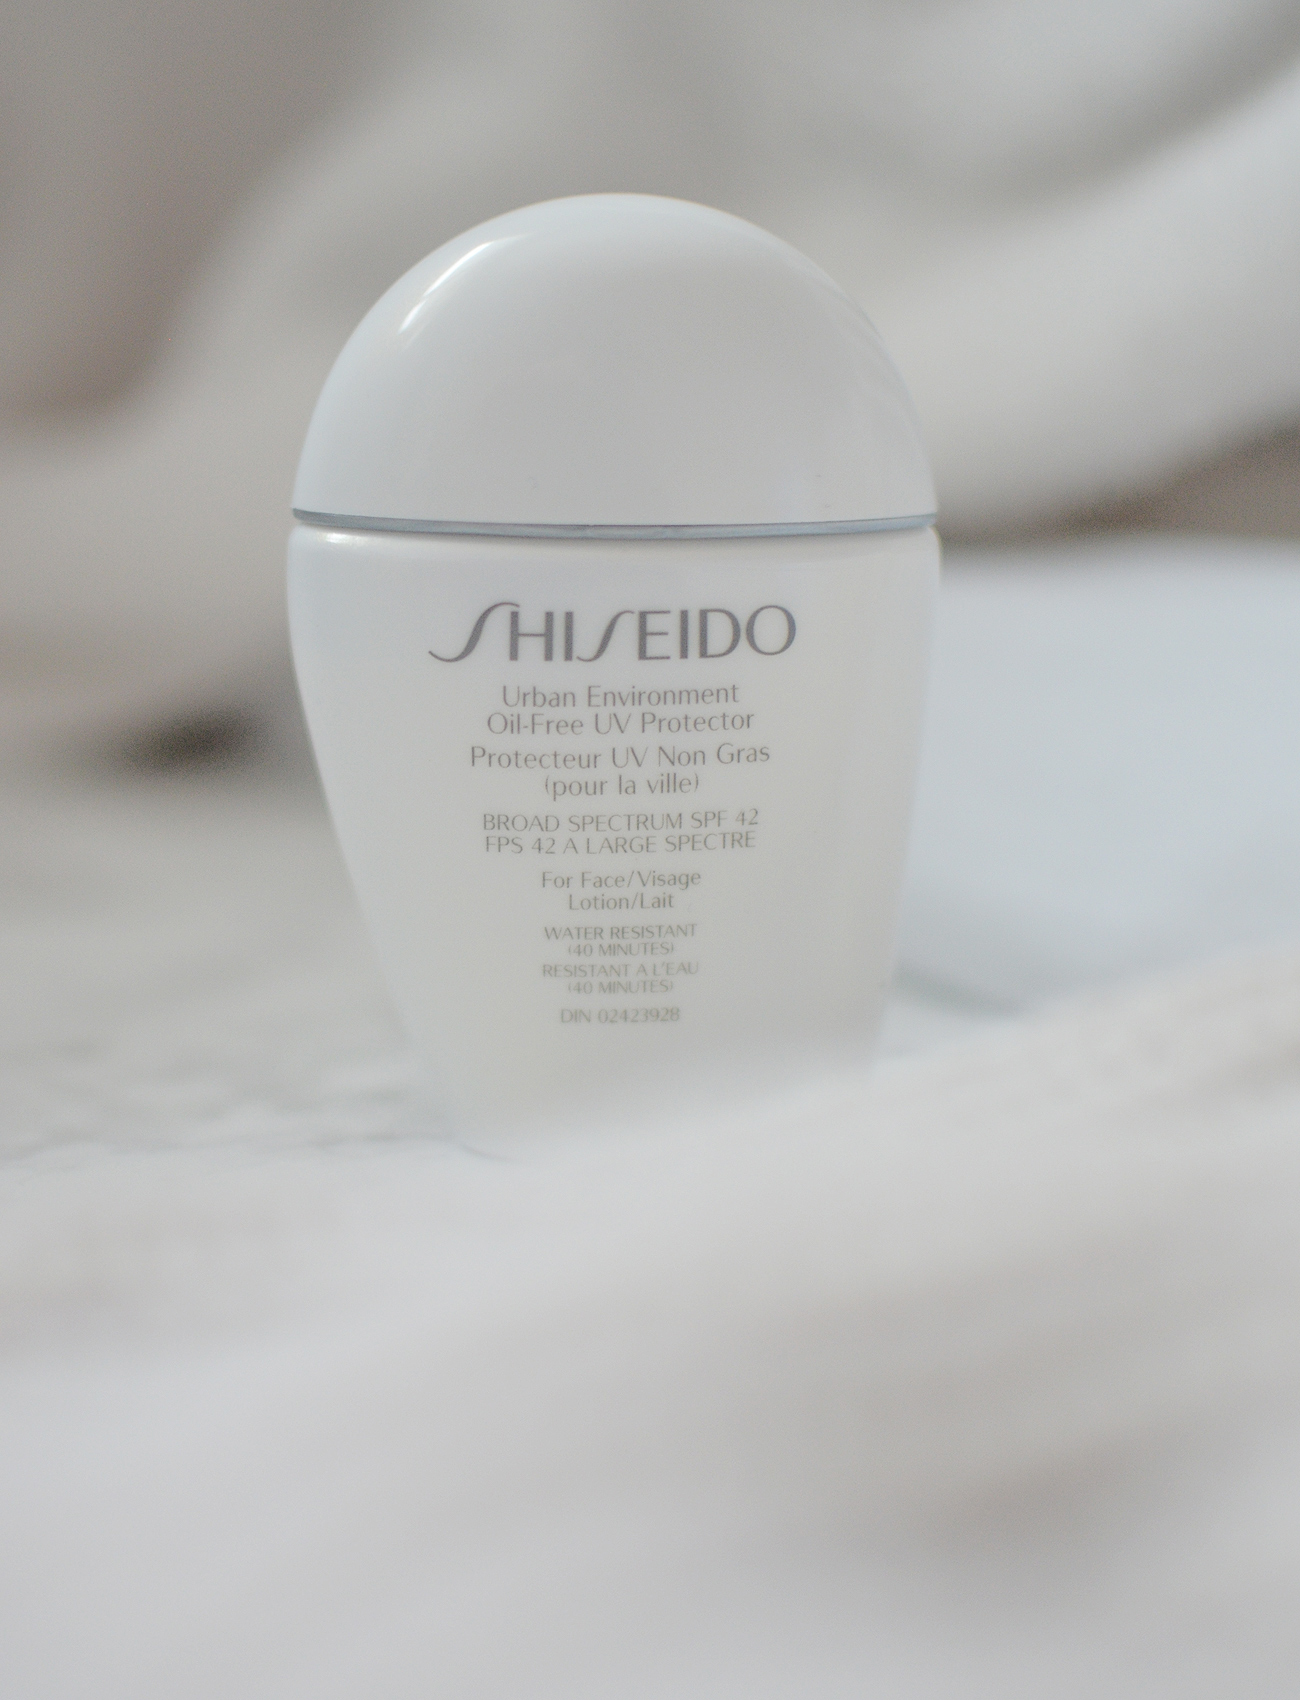 SHISEIDO
Urban Environment
Oil-Free UV Protector
Protecteur UV Non Gras
(pour la ville)
BROAD SPECTRUM SPF 42
FPS 42 A LARGE SPECTRE
For Face/Visage
Lotion/Lait
WATER RESISTANT
(40 MINUTES)
RESISTANT A L'EAU
(40 MINUTES)
DIN 02423928